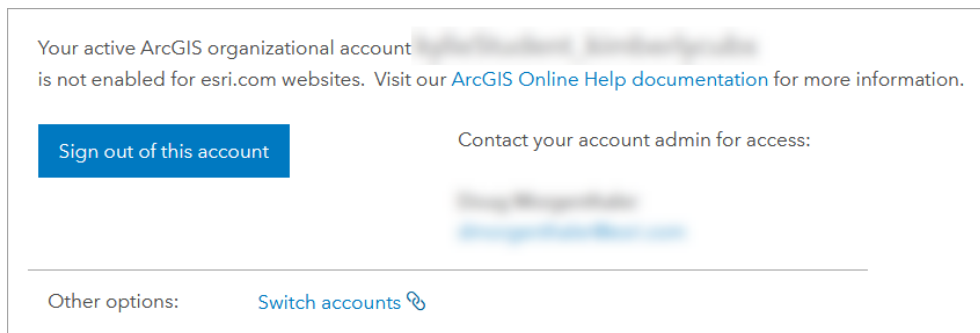 Your active ArcGIS organizational account
is not enabled for esri.com websites. Visit our ArcGIS Online Help documentation for more information.
Sign out of this account
Contact your account admin for access:
Other options:
Switch accounts